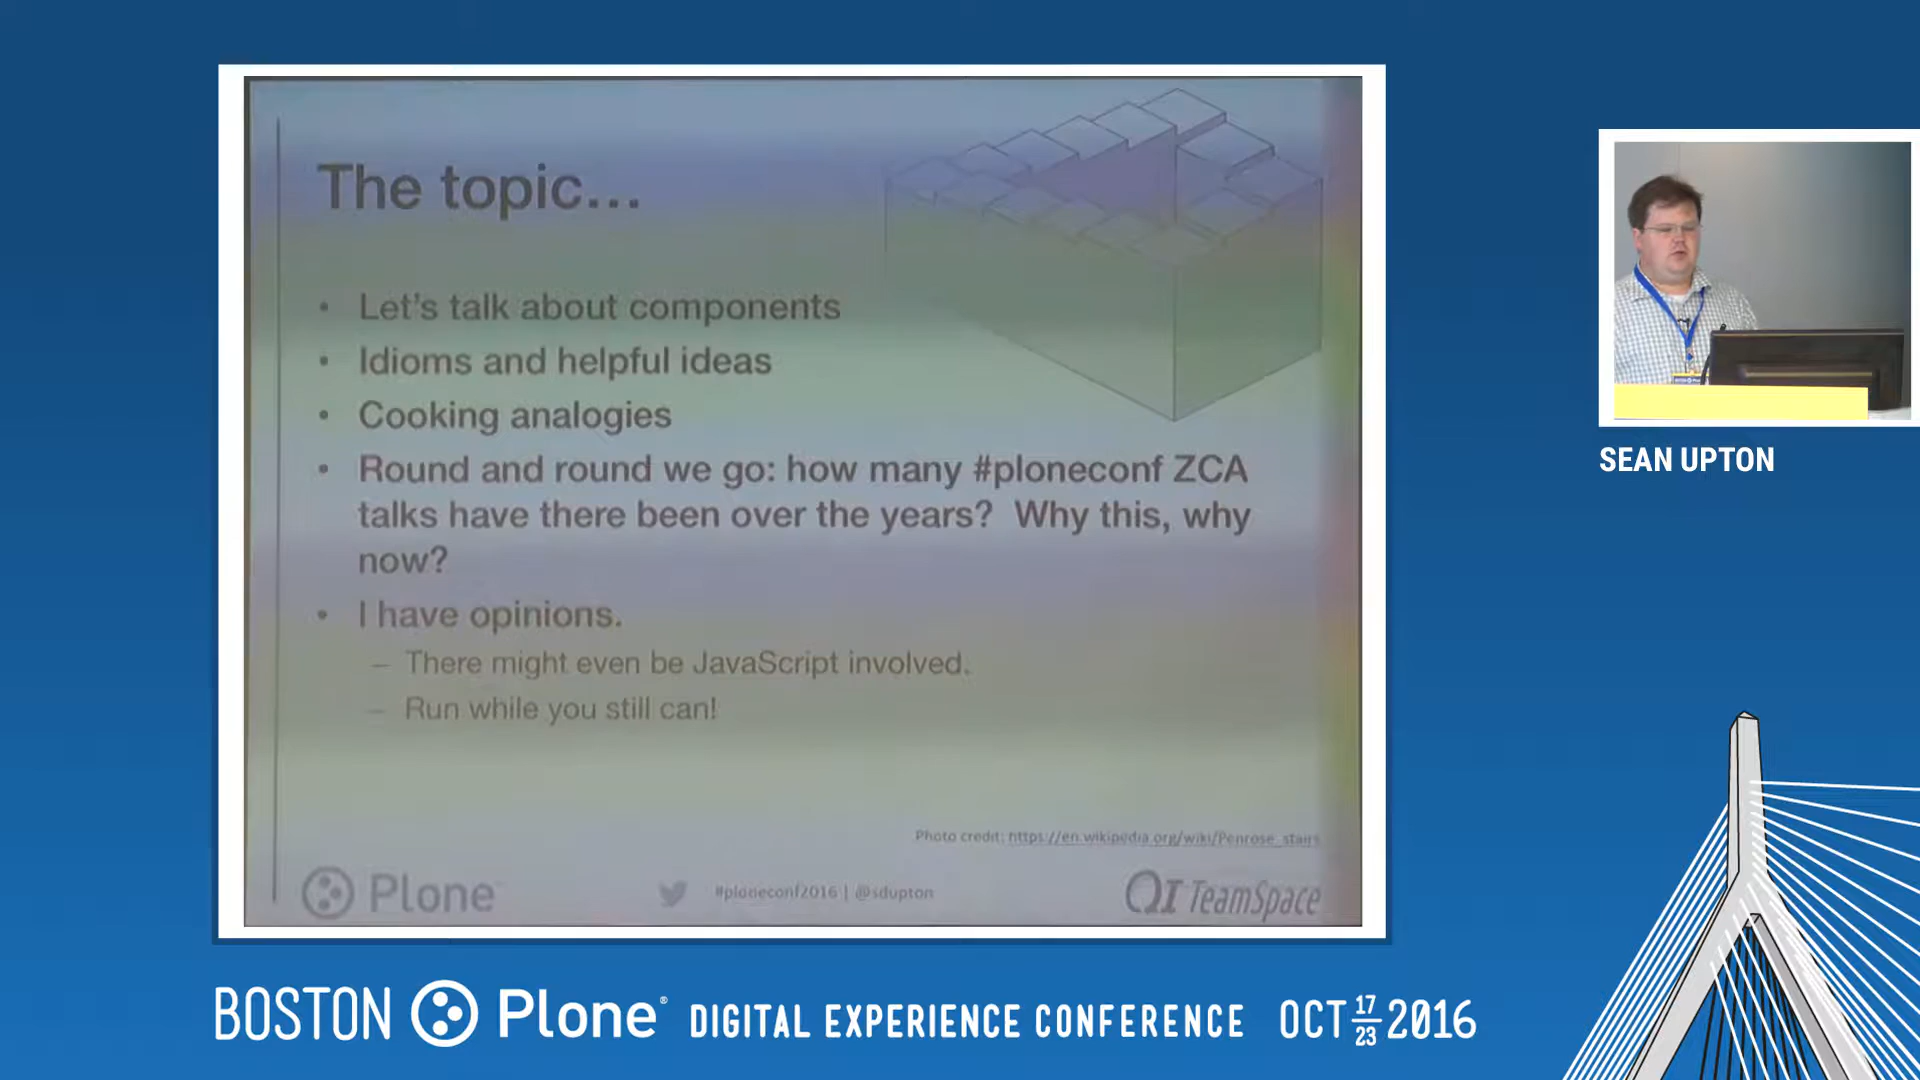 The topic...
• Let's talk about components
• Idioms and helpful ideas
• Cooking analogies
• Round and round we go: how many #ploneconf ZCA
talks have there been over the years? Why this, why
now?
• I have opinions.
– There might even be JavaScript involved.
– Run while you still can!
Photo credit: https://en.wikipedia.org/wiki/Penrose_stairs
Plone
#ploneconf2016 | @sdupton
QI TeamSpace
SEAN UPTON
BOSTON Plone® DIGITAL EXPERIENCE CONFERENCE OCT 17 23 2016